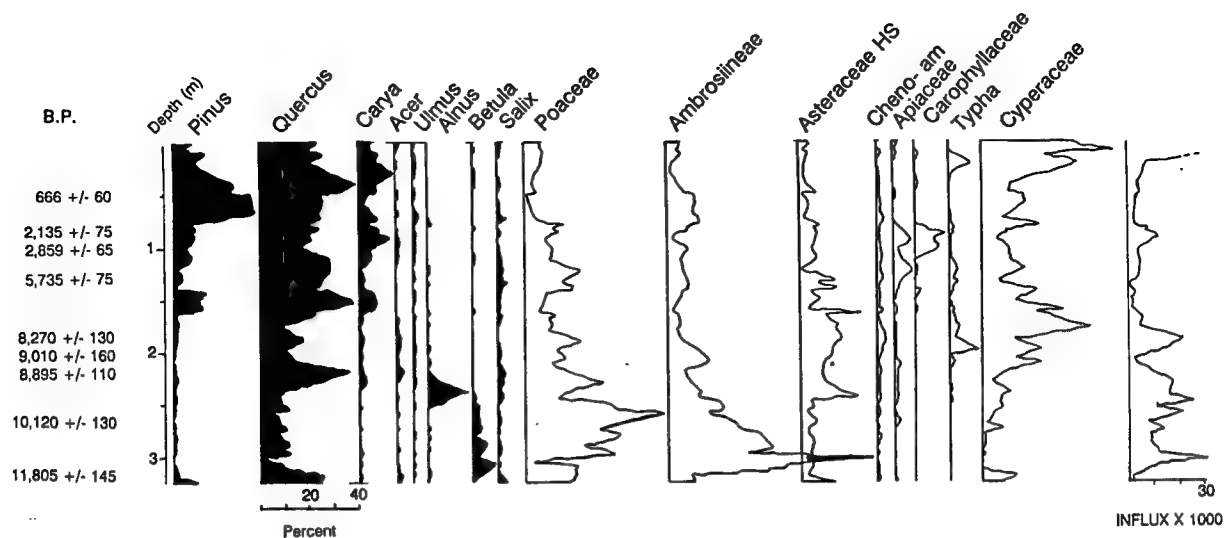 B.P.
Depth (m)
Pinus
Quercus
Carya
Acer
Ulmus
Alnus
Betula
Salix
Poaceae
Ambrosiineae
Asteraceae HS
Cheno- am
Apiaceae
Carophyllaceae
Typha
Cyperaceae
666 +/- 60
2,135 +/- 75
1
2,859 +/- 65
5,735 +/- 75
8,270 +/- 130
2
9,010 +/- 160
8,895 +/- 110
10,120 +/- 130
3
11,805 +/- 145
20 40
Percent
30
INFLUX X 1000